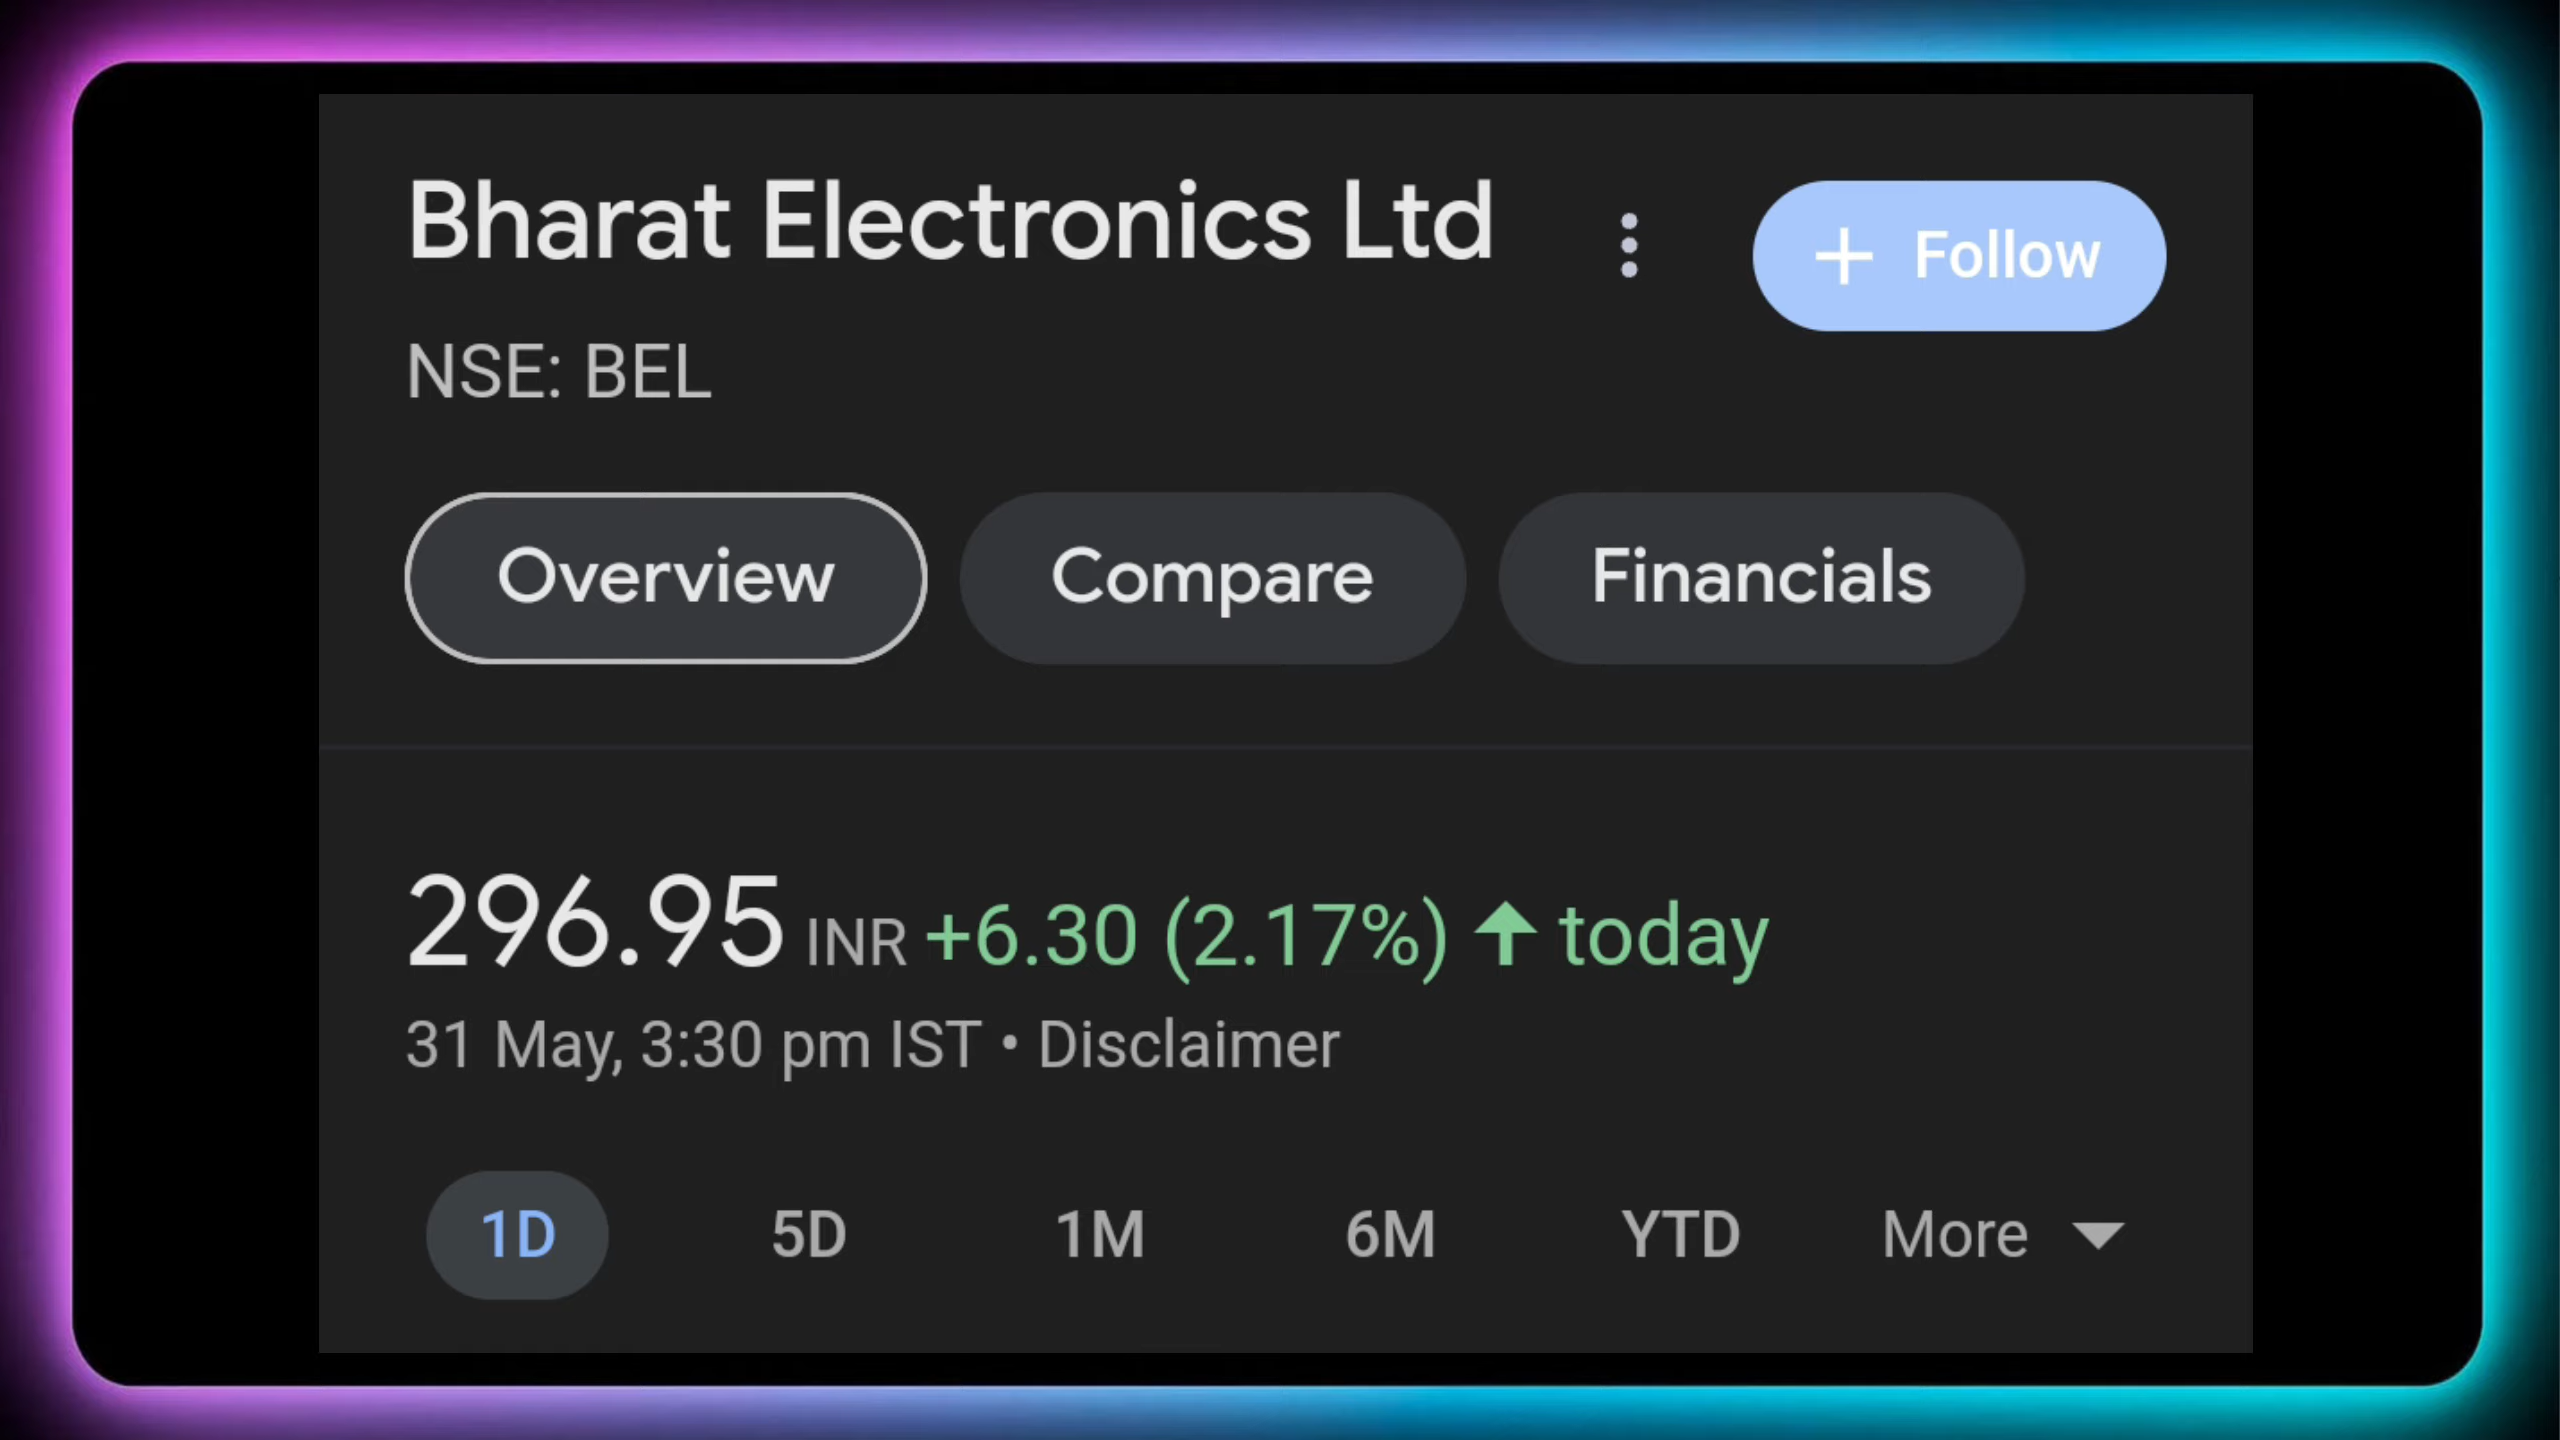 Bharat Electronics Ltd
+ Follow
NSE: BEL
Overview Compare Financials
296.95 INR +6.30 (2.17%) ↑ today
31 May, 3:30 pm IST • Disclaimer
1D 5D 1M 6M YTD More